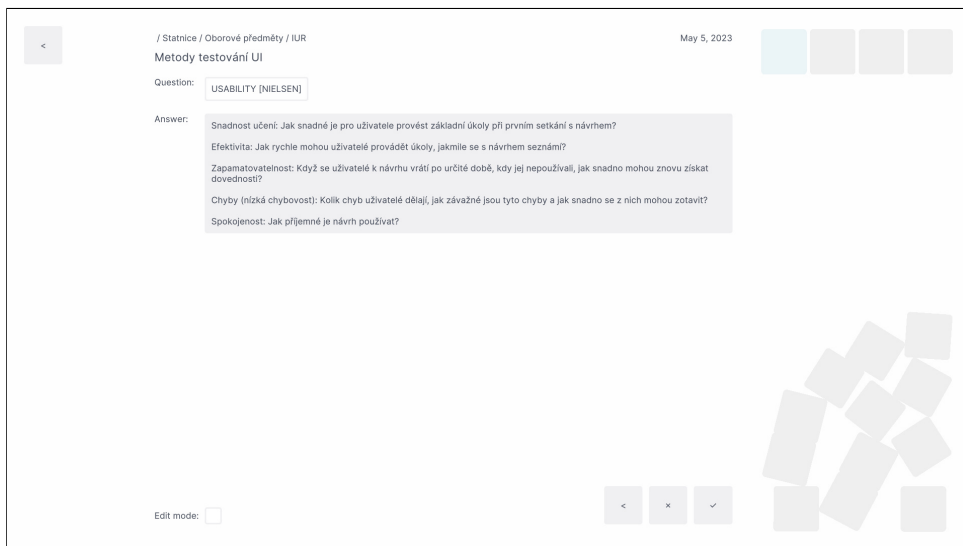 <
/ Statnice / Oborové předměty / IUR
May 5, 2023
Metody testování UI
Question:
USABILITY [NIELSEN]
Answer:
Snadnost učení: Jak snadné je pro uživatele provést základní úkoly při prvním setkání s návrhem?
Efektivita: Jak rychle mohou uživatelé provádět úkoly, jakmile se s návrhem seznámí?
Zapamatovatelnost: Když se uživatelé k návrhu vrátí po určité době, kdy jej nepoužívali, jak snadno mohou znovu získat
dovednosti?
Chyby (nízká chybovost): Kolik chyb uživatelé dělají, jak závažné jsou tyto chyby a jak snadno se z nich mohou zotavit?
Spokojenost: Jak příjemné je návrh používat?
< × ✓
Edit mode: